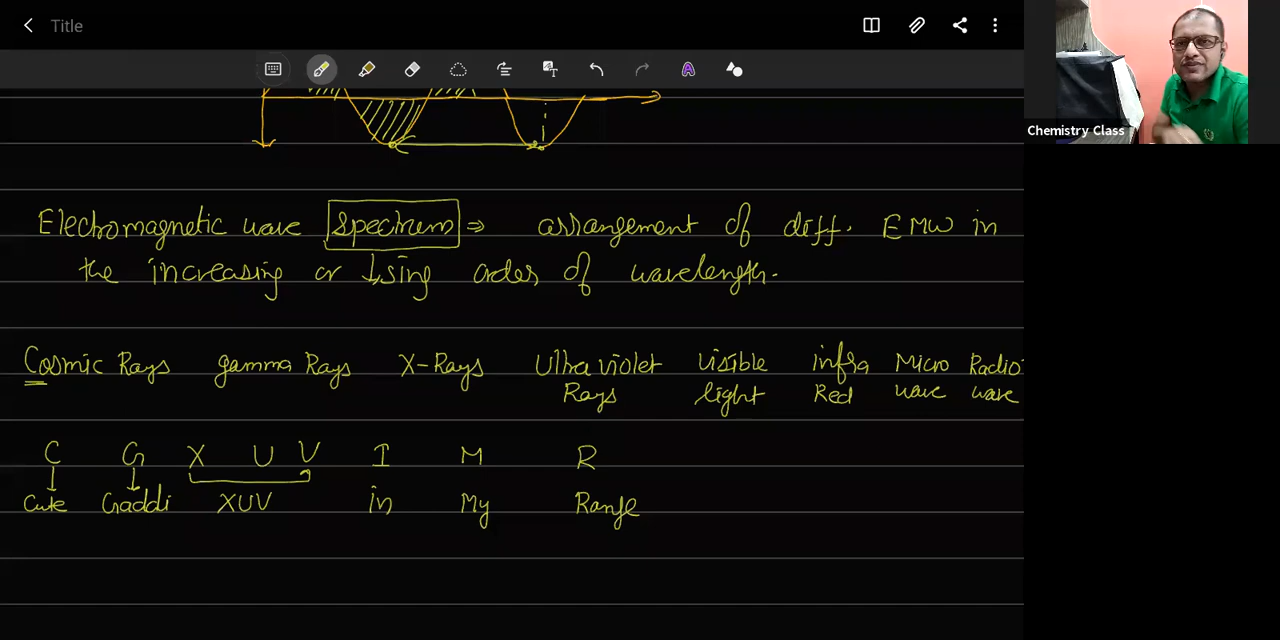 Title
Chemistry Class
Electromagnetic wave spectrum ⇒ arrangement of diff. EMW in
the increasing or ↓sing order of wavelength.
Cosmic Rays gamma Rays X-Rays Ultra violet Rays visible light infra Red Micro wave Radio wave
C G X U V I M R
Cute Gaddi XUV in My Range